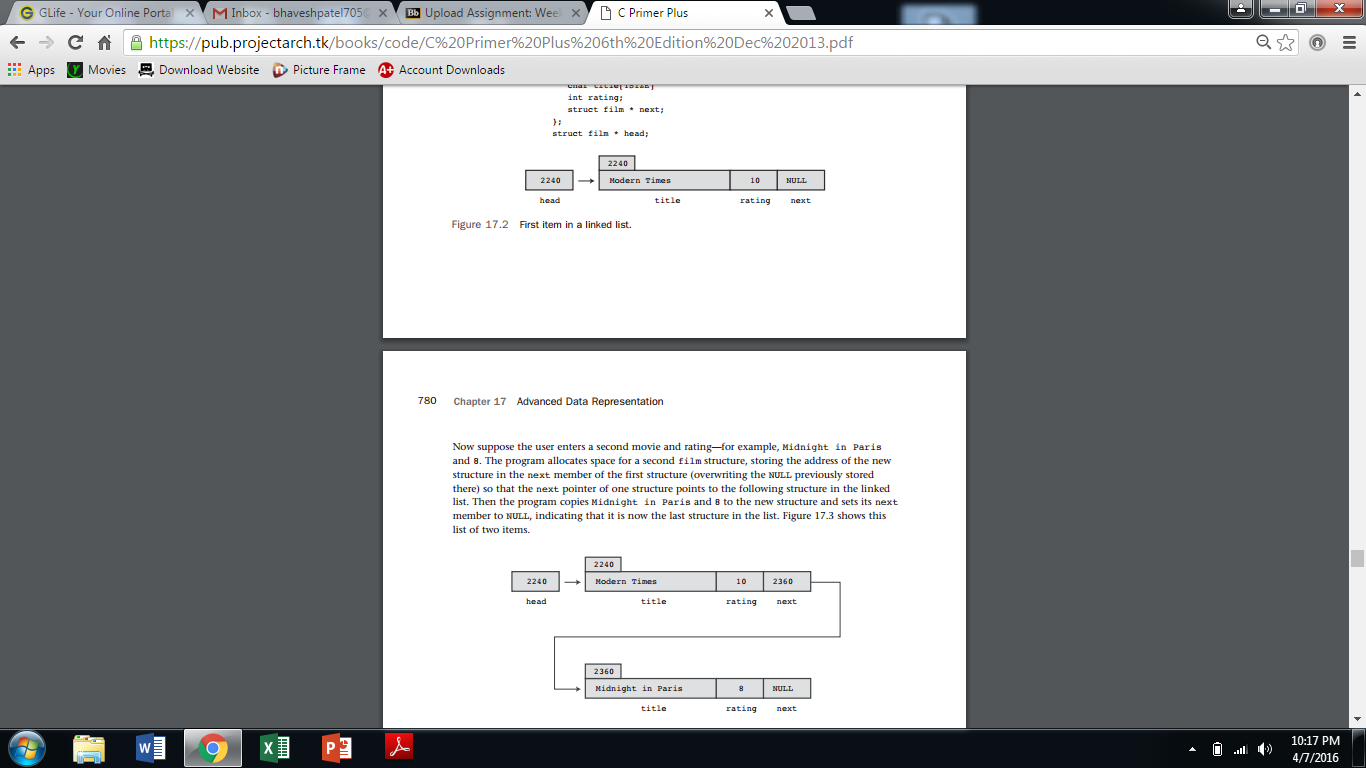 GLife - Your Online Porta
Inbox - bhaveshpatel705@
Bb Upload Assignment: Wee
C Primer Plus
https://pub.projectarch.tk/books/code/C%20Primer%20Plus%206th%20Edition%20Dec%202013.pdf
Apps Movies Download Website Picture Frame A+ Account Downloads
int rating;
struct film * next;
};
struct film * head;
2240
2240 Modern Times 10 NULL
head title rating next
Figure 17.2 First item in a linked list.
780 Chapter 17 Advanced Data Representation
Now suppose the user enters a second movie and rating—for example, Midnight in Paris
and 8. The program allocates space for a second film structure, storing the address of the new
structure in the next member of the first structure (overwriting the NULL previously stored
there) so that the next pointer of one structure points to the following structure in the linked
list. Then the program copies Midnight in Paris and 8 to the new structure and sets its next
member to NULL, indicating that it is now the last structure in the list. Figure 17.3 shows this
list of two items.
2240
2240 Modern Times 10 2360
head title rating next
2360
Midnight in Paris 8 NULL
title rating next
10:17 PM
4/7/2016